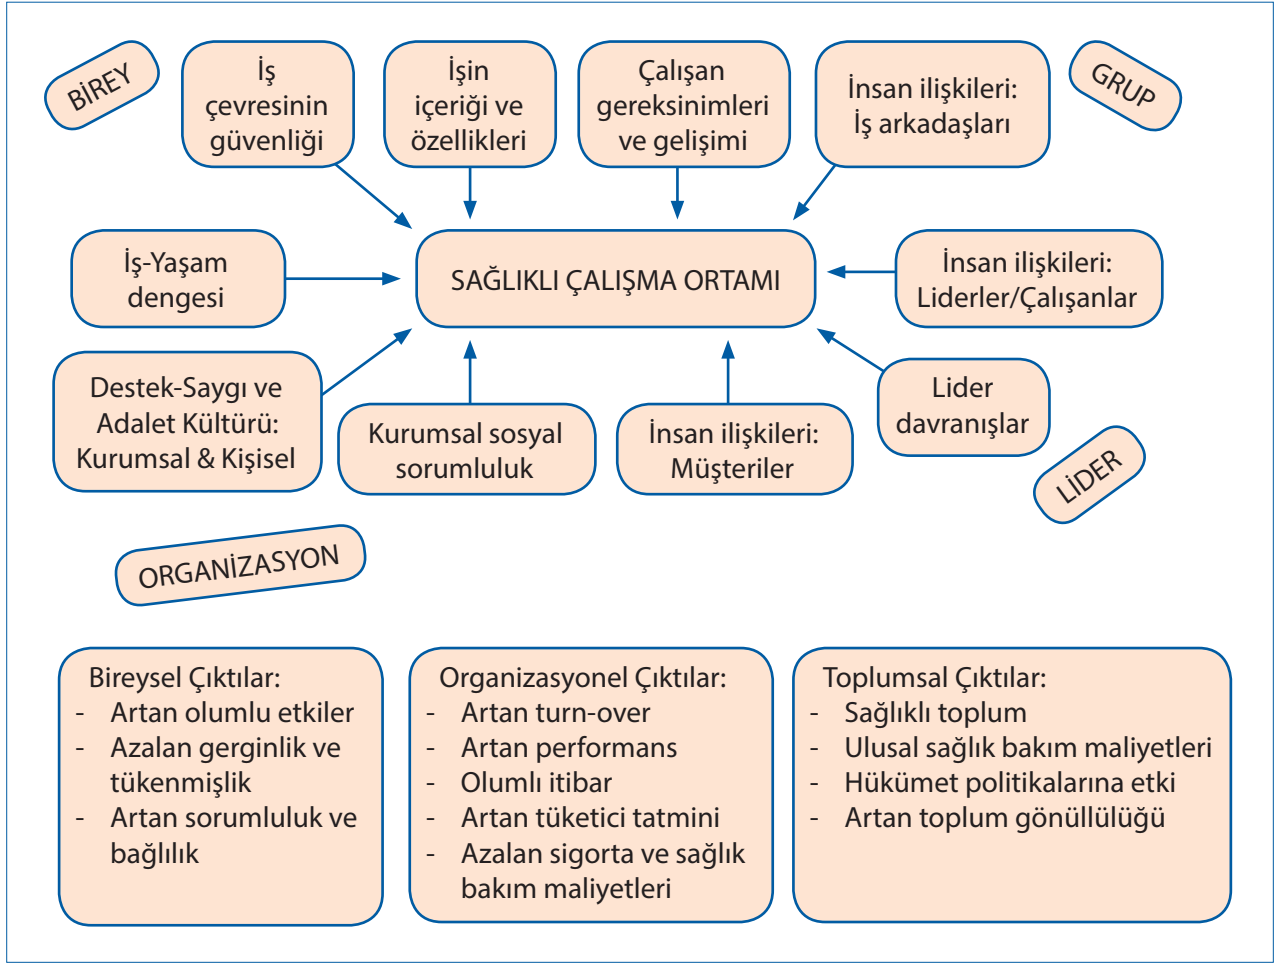 BİREY
İş
çevresinin
güvenliği
İşin
içeriği ve
özellikleri
Çalışan
gereksinimleri
ve gelişimi
İnsan ilişkileri:
İş arkadaşları
GRUP
İş-Yaşam
dengesi
SAĞLIKLI ÇALIŞMA ORTAMI
İnsan ilişkileri:
Liderler/Çalışanlar
Destek-Saygı ve
Adalet Kültürü:
Kurumsal & Kişisel
Kurumsal sosyal
sorumluluk
İnsan ilişkileri:
Müşteriler
Lider
davranışlar
LİDER
ORGANİZASYON
Bireysel Çıktılar:
- Artan olumlu etkiler
- Azalan gerginlik ve
tükenmişlik
- Artan sorumluluk ve
bağlılık
Organizasyonel Çıktılar:
- Artan turn-over
- Artan performans
- Olumlı itibar
- Artan tüketici tatmini
- Azalan sigorta ve sağlık
bakım maliyetleri
Toplumsal Çıktılar:
- Sağlıklı toplum
- Ulusal sağlık bakım maliyetleri
- Hükümet politikalarına etki
- Artan toplum gönüllülüğü